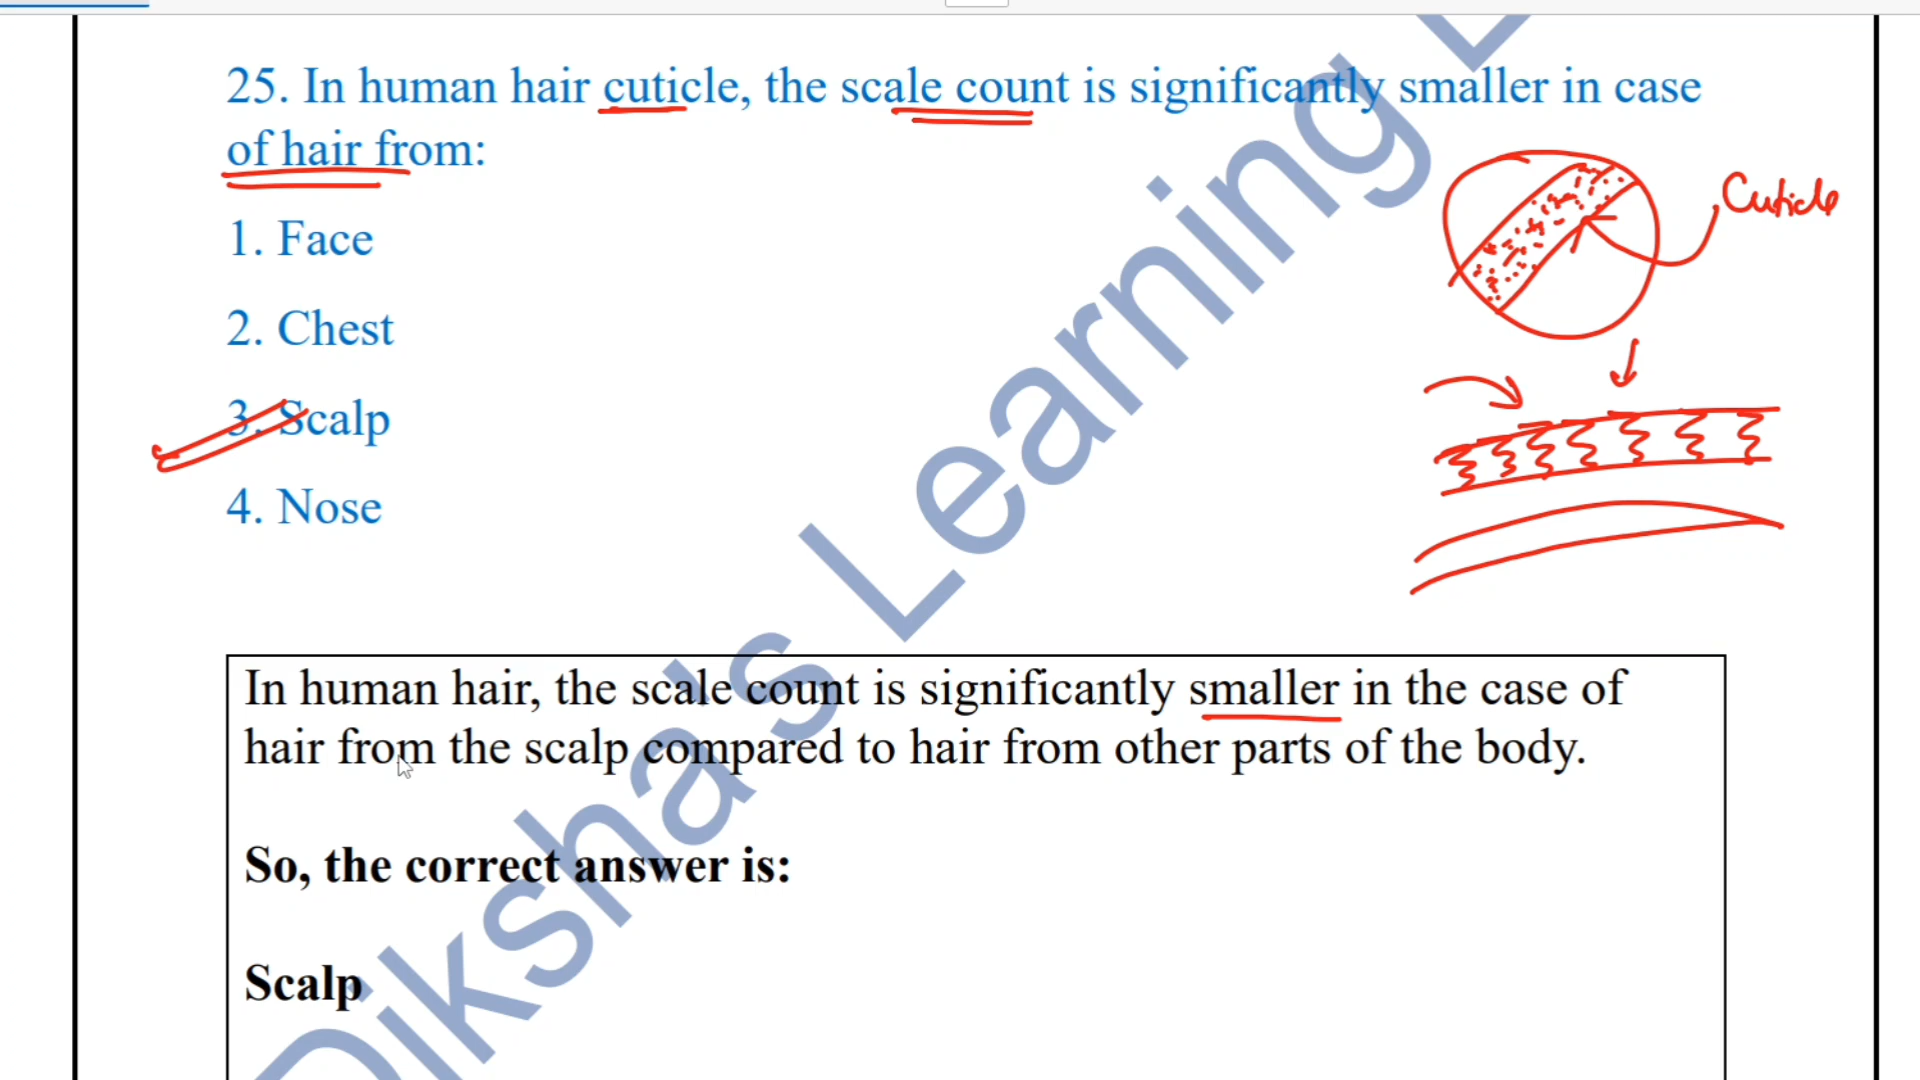 25. In human hair cuticle, the scale count is significantly smaller in case
of hair from:
Cuticle
1. Face
2. Chest
3. Scalp
4. Nose
In human hair, the scale count is significantly smaller in the case of
hair from the scalp compared to hair from other parts of the body.
So, the correct answer is:
Scalp
Diksha's Learning